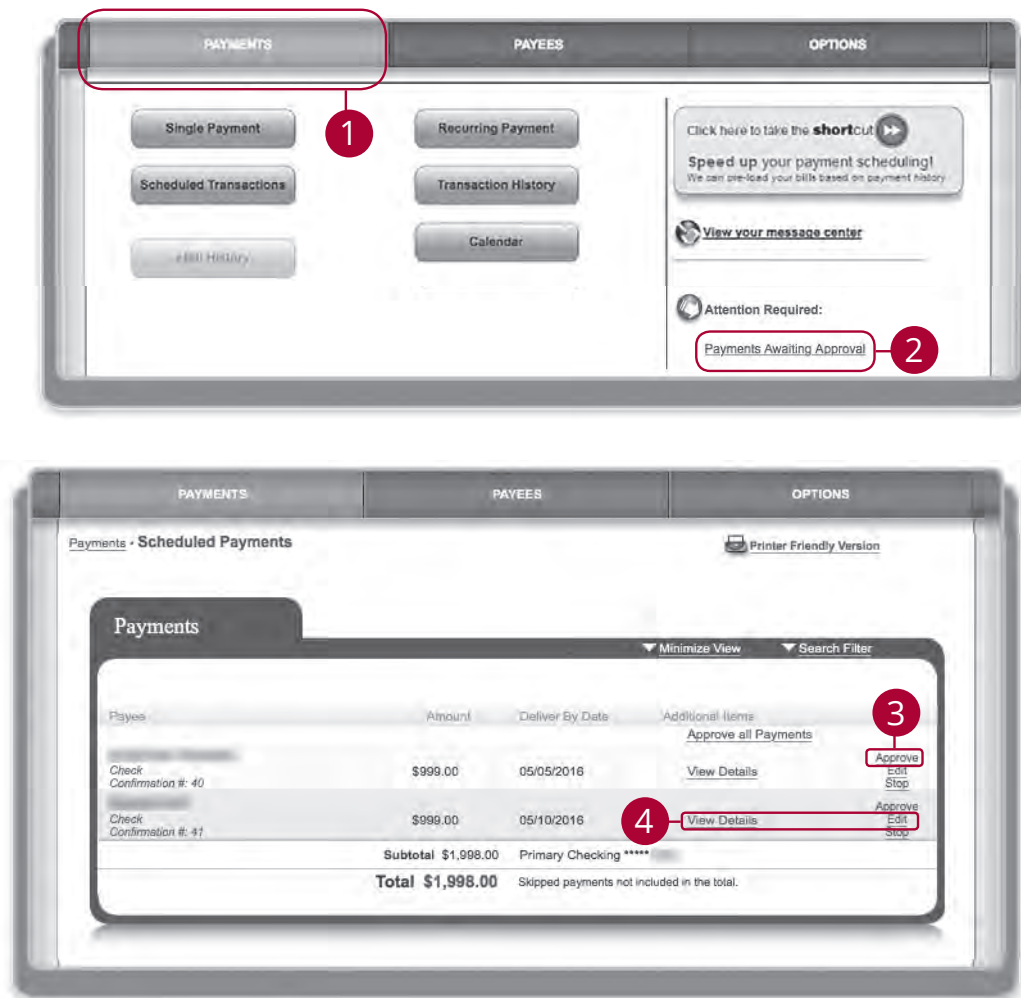 PAYMENTS PAYEES OPTIONS
1
Single Payment
Recurring Payment
Scheduled Transactions
Transaction History
Calendar
History
Click here to take the shortcut
Speed up your payment scheduling!
We can pre-load your bills based on payment history
View your message center
Attention Required:
Payments Awaiting Approval
2
PAYMENTS PAYEES OPTIONS
Payments - Scheduled Payments
Printer Friendly Version
Payments
Minimize View Search Filter
3
Payee Amount Deliver By Date Additional Items
Approve all Payments
Approve
Check $999.00 05/05/2016 View Details Edit
Confirmation #: 40 Stop
Approve
Check $999.00 05/10/2016 4 View Details Edit
Confirmation #: 41 Stop
Subtotal $1,998.00 Primary Checking *****
Total $1,998.00 Skipped payments not included in the total.